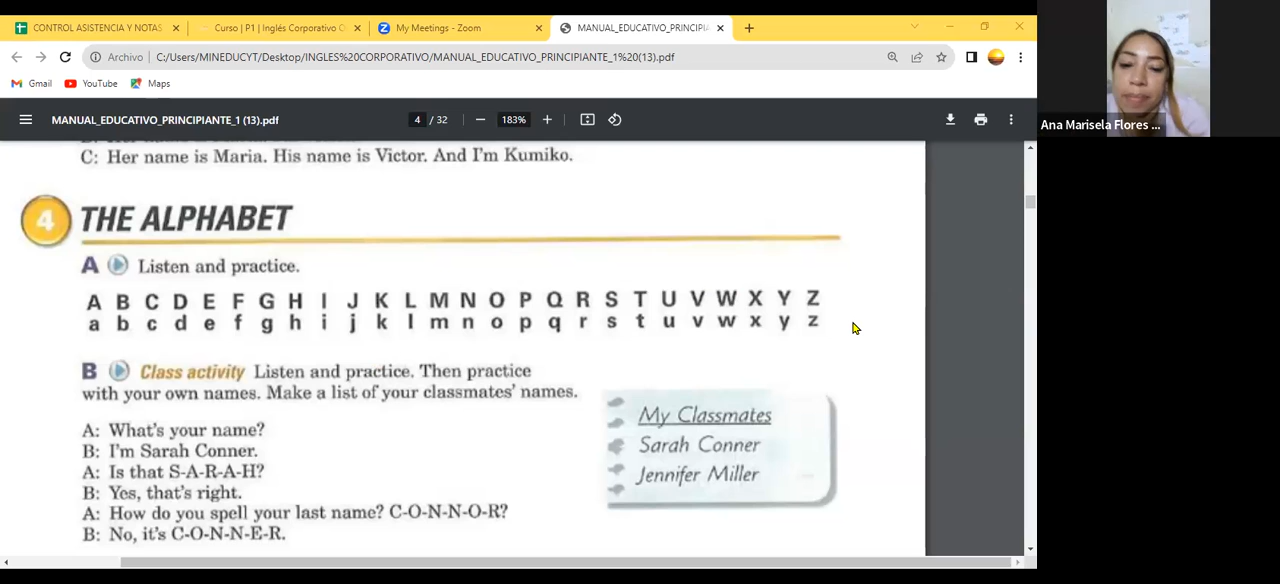 CONTROL ASISTENCIA Y NOTAS
Curso | P1 | Inglés Corporativo C
My Meetings - Zoom
MANUAL_EDUCATIVO_PRINCIPIA
Archivo
C:/Users/MINEDUCYT/Desktop/INGLES%20CORPORATIVO/MANUAL_EDUCATIVO_PRINCIPIANTE_1%20(13).pdf
Gmail
YouTube
Maps
MANUAL_EDUCATIVO_PRINCIPIANTE_1 (13).pdf
4 / 32
183%
Ana Marisela Flores ...
C: Her name is Maria. His name is Victor. And I'm Kumiko.
4 THE ALPHABET
A Listen and practice.
A B C D E F G H I J K L M N O P Q R S T U V W X Y Z
a b c d e f g h i j k l m n o p q r s t u v w x y z
B Class activity Listen and practice. Then practice
with your own names. Make a list of your classmates' names.
A: What's your name?
B: I'm Sarah Conner.
A: Is that S-A-R-A-H?
B: Yes, that's right.
A: How do you spell your last name? C-O-N-N-O-R?
B: No, it's C-O-N-N-E-R.
My Classmates
Sarah Conner
Jennifer Miller